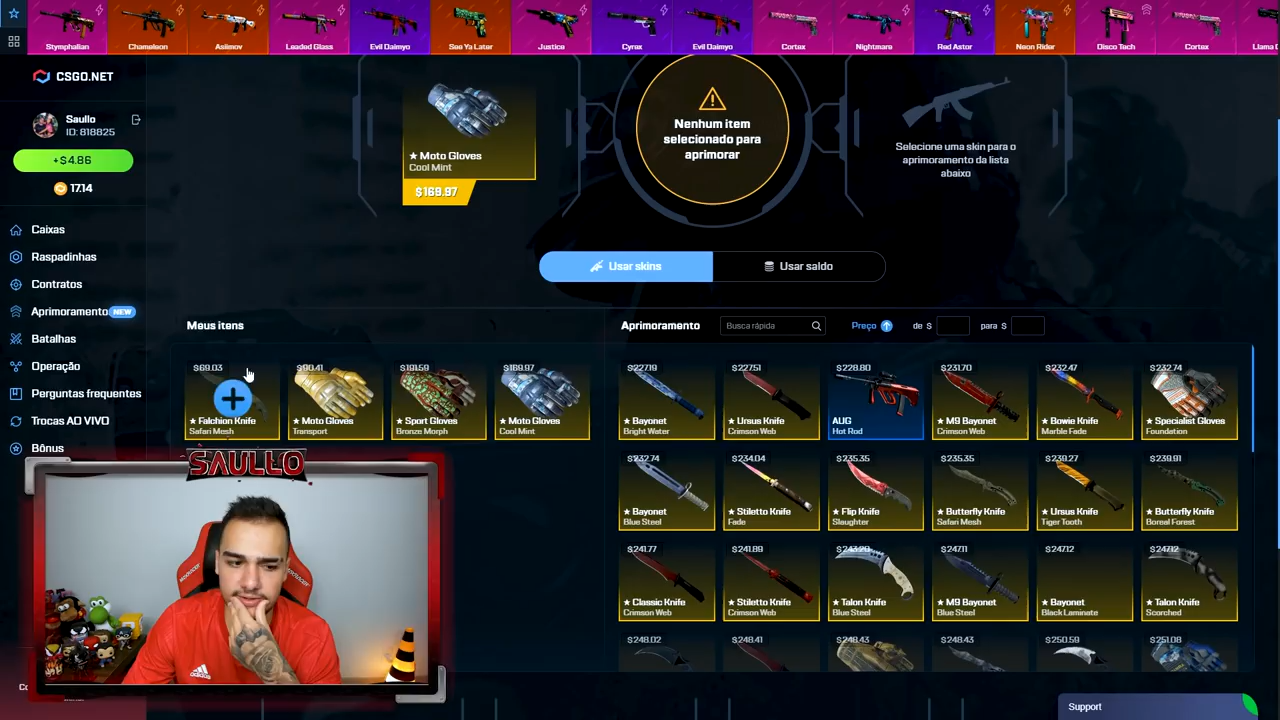 Stymphalian
Chameleon
Asiimov
Leaded Glass
Evil Daimyo
See Ya Later
Justice
Cyrex
Evil Daimyo
Cortex
Nightmare
Red Astor
Neon Rider
Disco Tech
Cortex
CSGO.NET
Saullo
ID: 818825
+$4.86
17.14
Caixas
Raspadinhas
Contratos
Aprimoramento NEW
Batalhas
Operação
Perguntas frequentes
Trocas AO VIVO
Bônus
★ Moto Gloves
Cool Mint
$169.97
Nenhum item
selecionado para
aprimorar
Selecione uma skin para o
aprimoramento da lista
abaixo
Usar skins
Usar saldo
Meus itens
Aprimoramento
Busca rápida
Preço
de $
para $
$69.03
★ Falchion Knife
Safari Mesh
$90.41
★ Moto Gloves
Transport
★ Sport Gloves
Bronze Morph
$169.97
★ Moto Gloves
Cool Mint
$227.19
★ Bayonet
Bright Water
$227.51
★ Ursus Knife
Crimson Web
$228.80
AUG
Hot Rod
$231.70
★ M9 Bayonet
Crimson Web
$232.47
★ Bowie Knife
Marble Fade
$232.74
★ Specialist Gloves
Foundation
$232.74
★ Bayonet
Blue Steel
$234.04
★ Stiletto Knife
Fade
$235.35
★ Flip Knife
Slaughter
$235.35
★ Butterfly Knife
Safari Mesh
$239.27
★ Ursus Knife
Tiger Tooth
$239.91
★ Butterfly Knife
Boreal Forest
$241.77
★ Classic Knife
Crimson Web
$241.89
★ Stiletto Knife
Crimson Web
★ Talon Knife
Blue Steel
$247.11
★ M9 Bayonet
Blue Steel
$247.12
★ Bayonet
Black Laminate
$247.12
★ Talon Knife
Scorched
$248.02
$248.41
$248.43
$248.43
$250.59
$251.08
SAULLO
adidas
Support